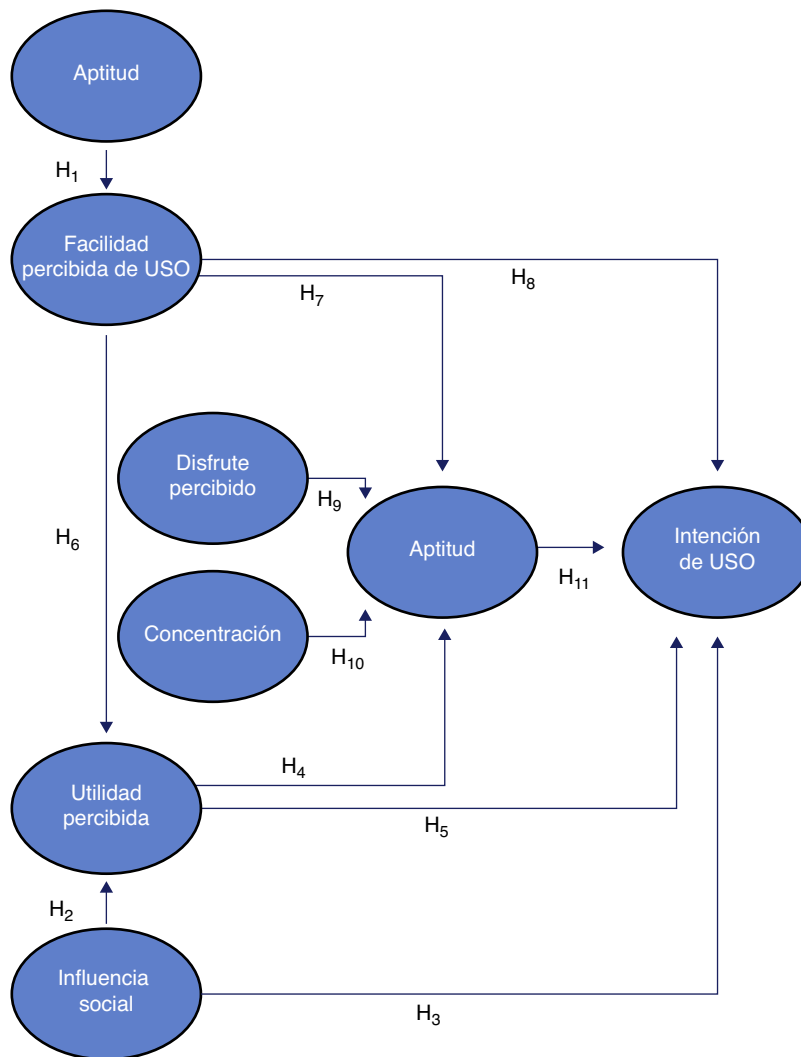 Aptitud
H1
Facilidad
percibida de USO
H8
H7
Disfrute
percibido
H9
H6
Aptitud
Intención
de USO
H11
Concentración
H10
H4
Utilidad
percibida
H5
H2
Influencia
social
H3